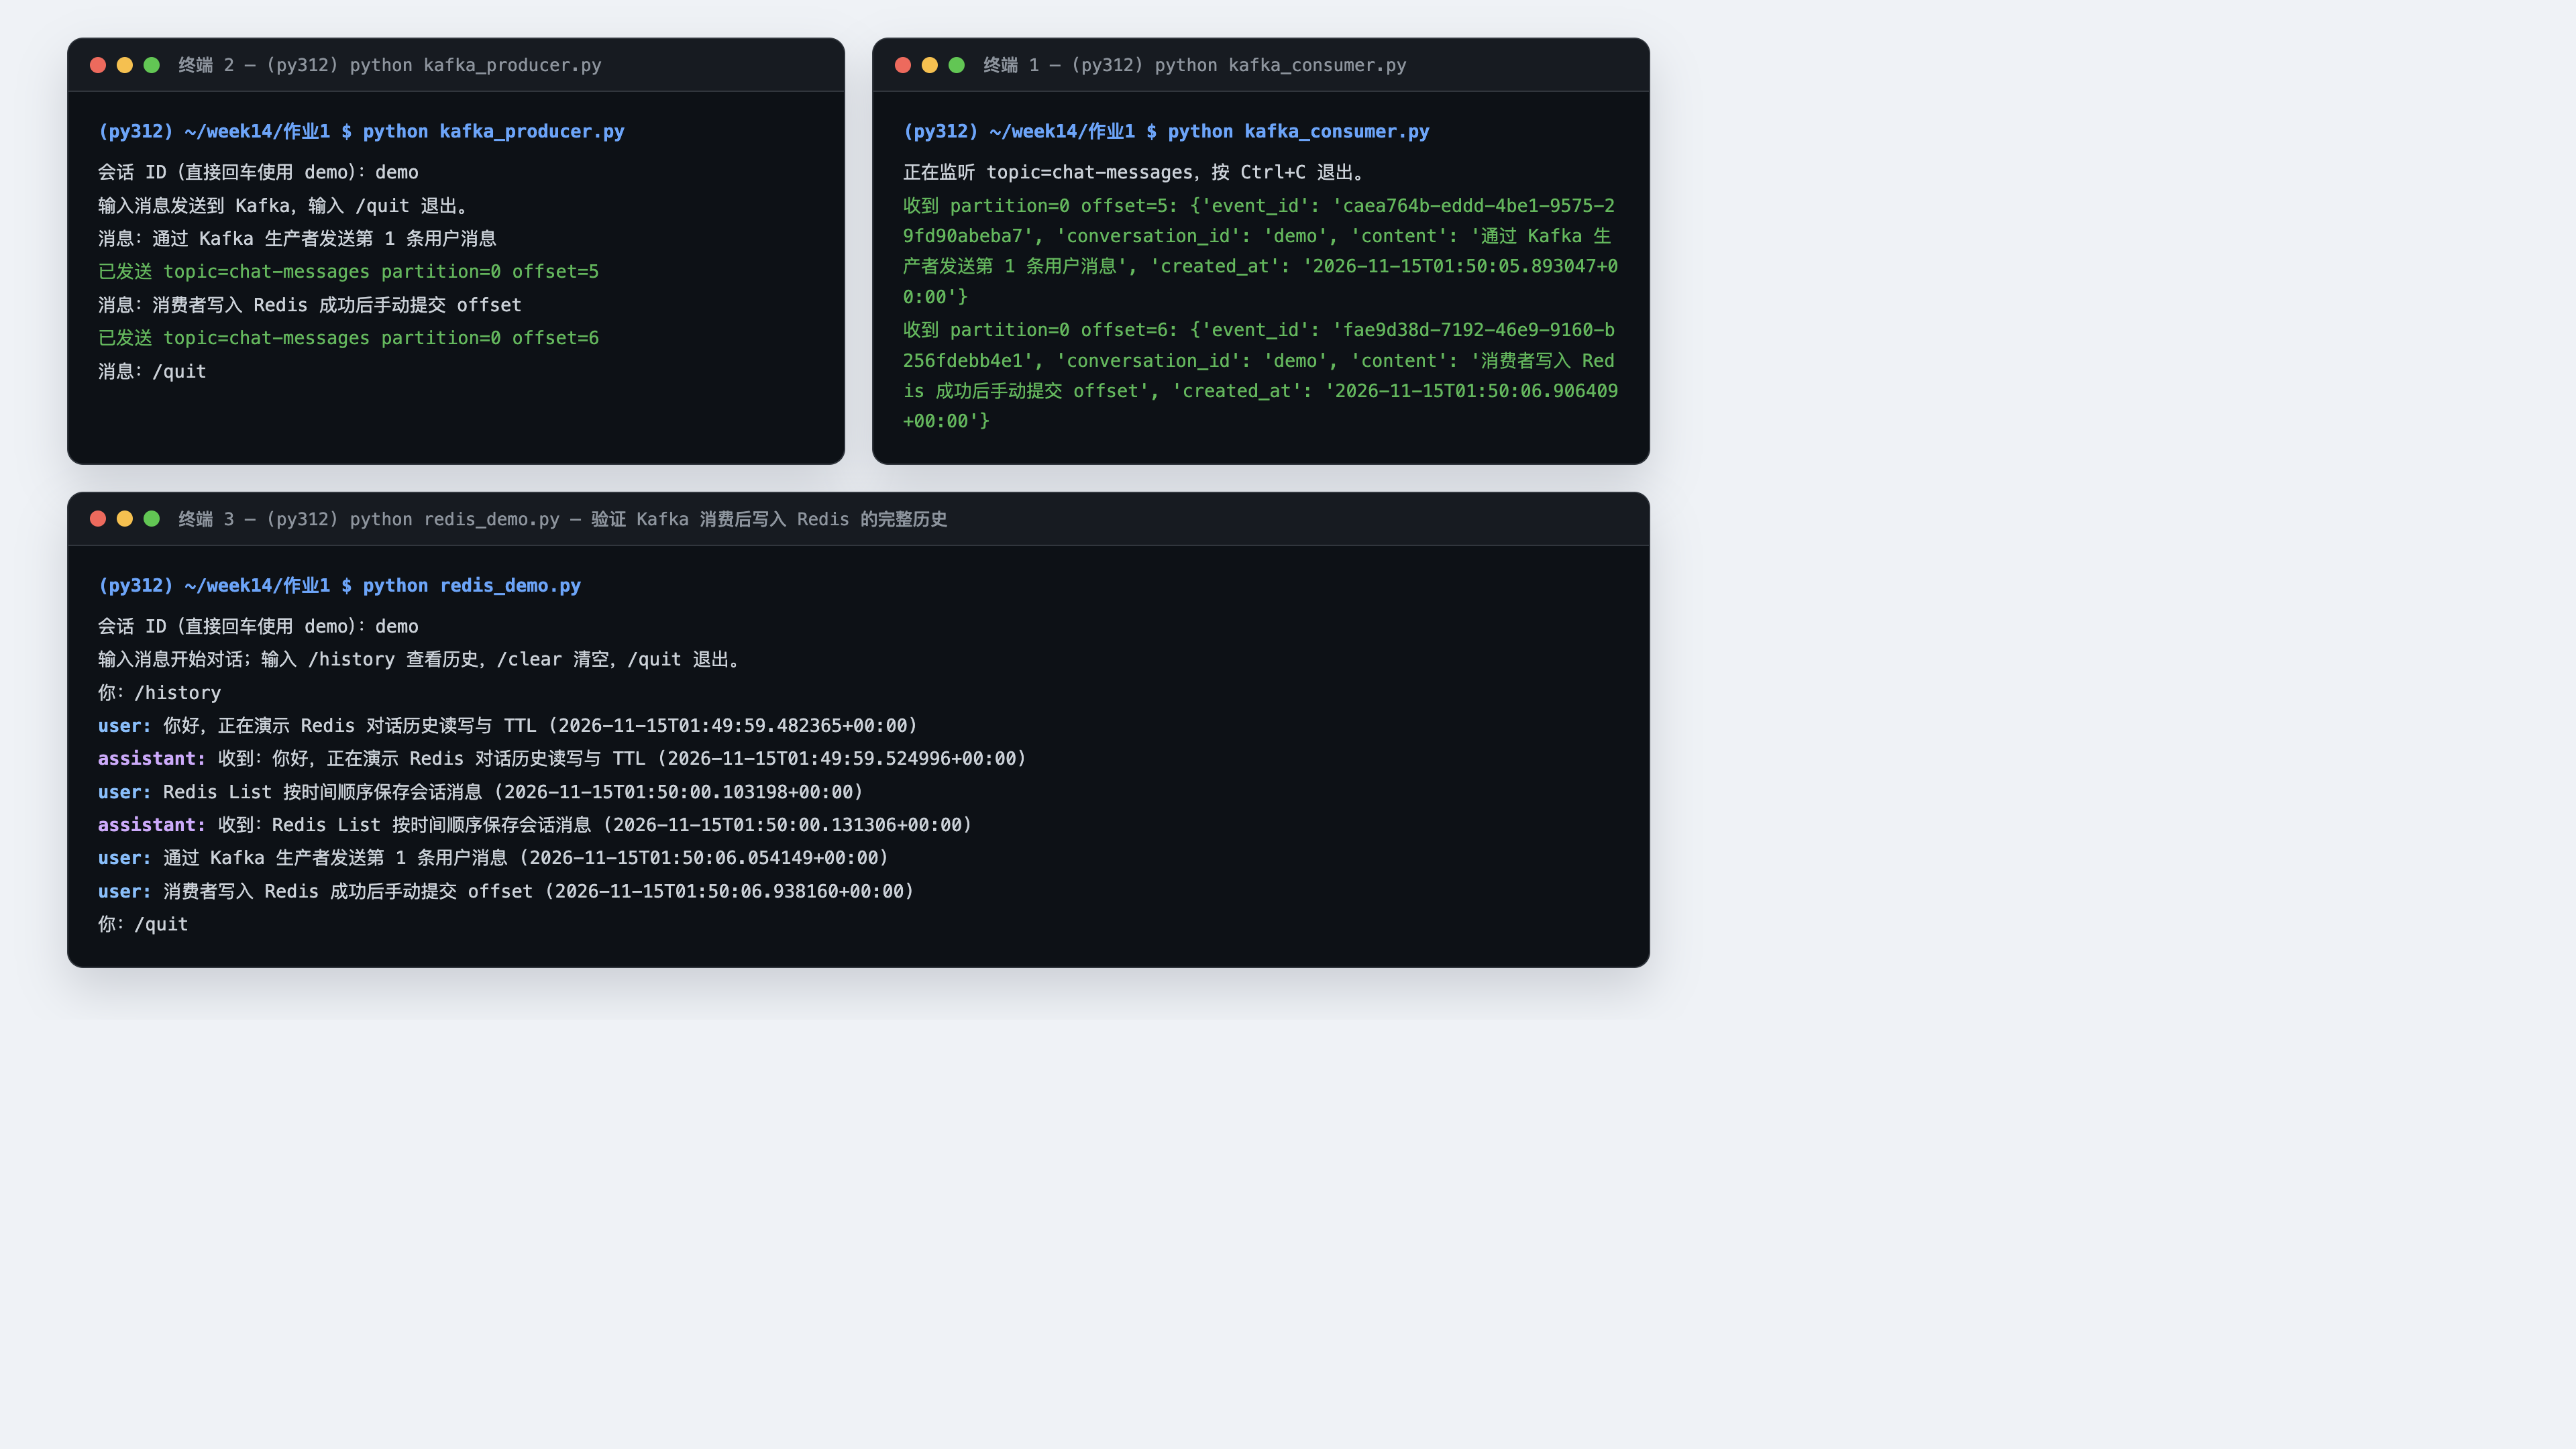 终端 2 — (py312) python kafka_producer.py
(py312) ~/week14/作业1 $ python kafka_producer.py
会话 ID（直接回车使用 demo）：demo
输入消息发送到 Kafka，输入 /quit 退出。
消息：通过 Kafka 生产者发送第 1 条用户消息
已发送 topic=chat-messages partition=0 offset=5
消息：消费者写入 Redis 成功后手动提交 offset
已发送 topic=chat-messages partition=0 offset=6
消息：/quit
终端 1 — (py312) python kafka_consumer.py
(py312) ~/week14/作业1 $ python kafka_consumer.py
正在监听 topic=chat-messages，按 Ctrl+C 退出。
收到 partition=0 offset=5: {'event_id': 'caea764b-eddd-4be1-9575-2
9fd90abeba7', 'conversation_id': 'demo', 'content': '通过 Kafka 生
产者发送第 1 条用户消息', 'created_at': '2026-11-15T01:50:05.893047+0
0:00'}
收到 partition=0 offset=6: {'event_id': 'fae9d38d-7192-46e9-9160-b
256fdebb4e1', 'conversation_id': 'demo', 'content': '消费者写入 Red
is 成功后手动提交 offset', 'created_at': '2026-11-15T01:50:06.906409
+00:00'}
终端 3 — (py312) python redis_demo.py — 验证 Kafka 消费后写入 Redis 的完整历史
(py312) ~/week14/作业1 $ python redis_demo.py
会话 ID（直接回车使用 demo）：demo
输入消息开始对话；输入 /history 查看历史，/clear 清空，/quit 退出。
你：/history
user: 你好，正在演示 Redis 对话历史读写与 TTL (2026-11-15T01:49:59.482365+00:00)
assistant: 收到：你好，正在演示 Redis 对话历史读写与 TTL (2026-11-15T01:49:59.524996+00:00)
user: Redis List 按时间顺序保存会话消息 (2026-11-15T01:50:00.103198+00:00)
assistant: 收到：Redis List 按时间顺序保存会话消息 (2026-11-15T01:50:00.131306+00:00)
user: 通过 Kafka 生产者发送第 1 条用户消息 (2026-11-15T01:50:06.054149+00:00)
user: 消费者写入 Redis 成功后手动提交 offset (2026-11-15T01:50:06.938160+00:00)
你：/quit